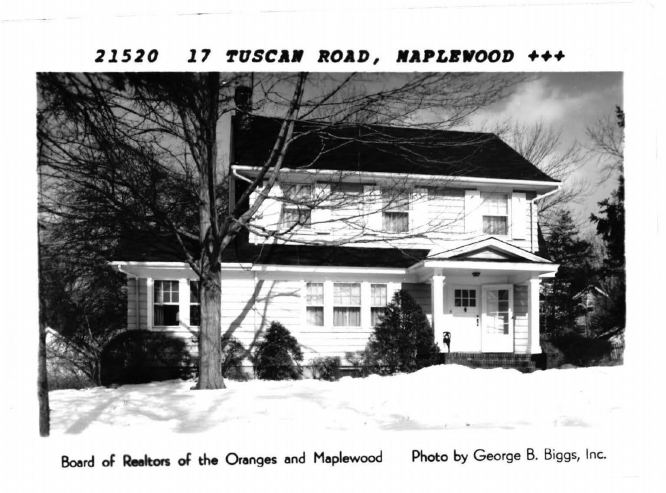 21520 17 TUSCAN ROAD, MAPLEWOOD +++
Board of Realtors of the Oranges and Maplewood Photo by George B. Biggs, Inc.